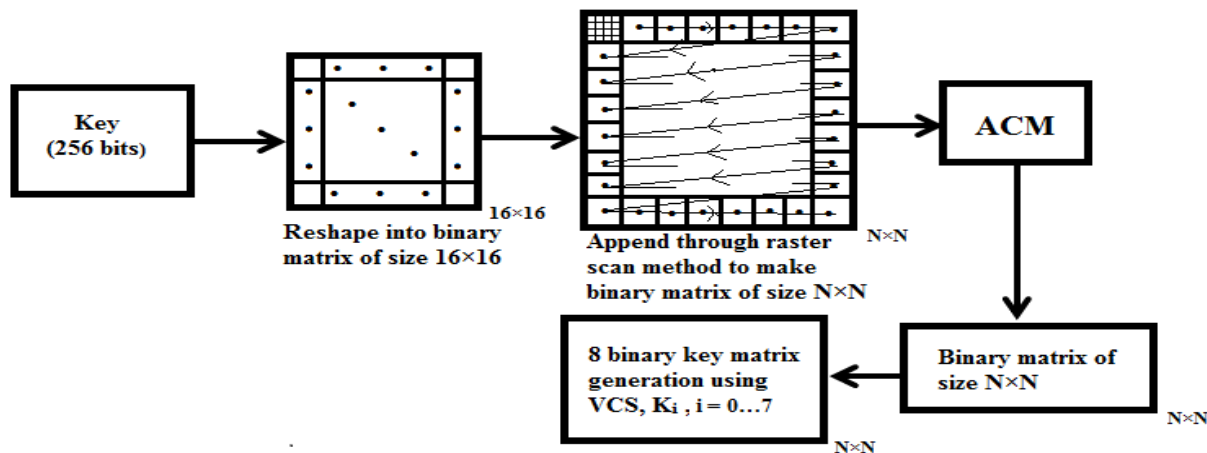 Key
(256 bits)
16×16
Reshape into binary
matrix of size 16×16
N×N
Append through raster
scan method to make
binary matrix of size N×N
ACM
Binary matrix of
size N×N
N×N
8 binary key matrix
generation using
VCS, Kᵢ , i = 0...7
N×N